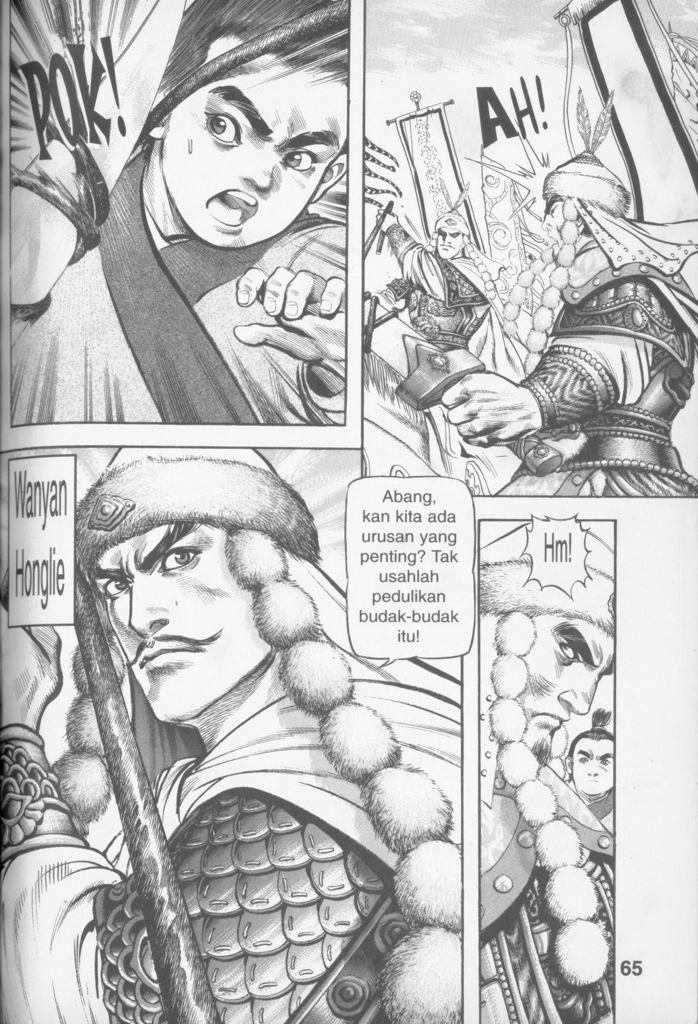 POK!
AH!
Wanyan
Honglie
Abang,
kan kita ada
urusan yang
penting? Tak
usahlah
pedulikan
budak-budak
itu!
Hm!
65